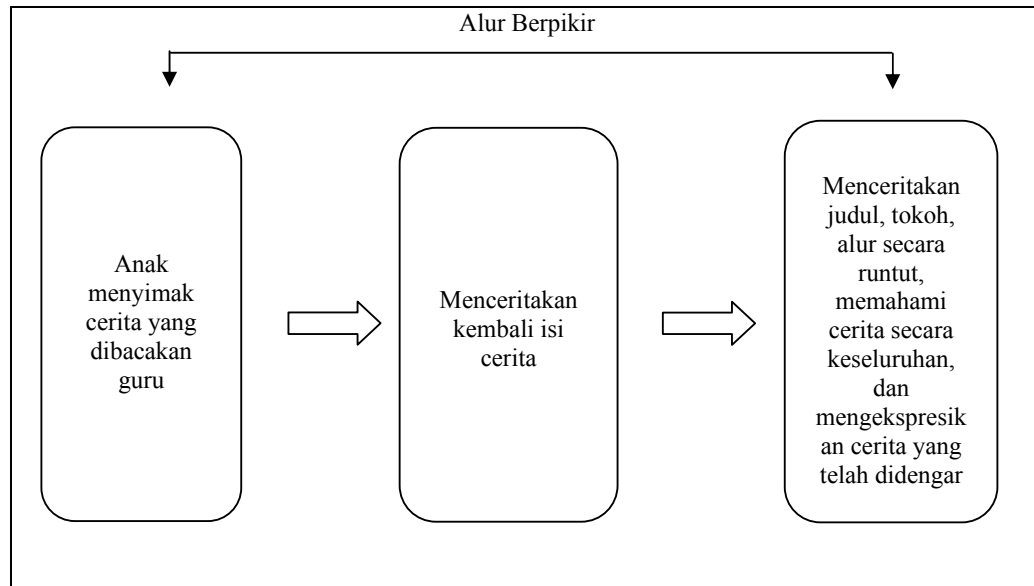 Alur Berpikir
Anak
menyimak
cerita yang
dibacakan
guru
Menceritakan
kembali isi
cerita
Menceritakan
judul, tokoh,
alur secara
runtut,
memahami
cerita secara
keseluruhan,
dan
mengekspresik
an cerita yang
telah didengar